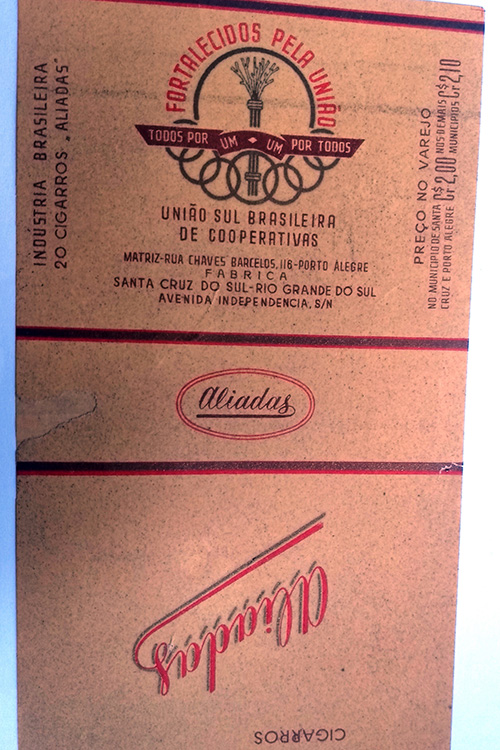 FORTALECIDOS PELA UNIÃO
TODOS POR UM - UM POR TODOS
UNIÃO SUL BRASILEIRA
DE COOPERATIVAS
MATRIZ-RUA CHAVES BARCELOS, 116-PORTO ALEGRE
FABRICA
SANTA CRUZ DO SUL-RIO GRANDE DO SUL
AVENIDA INDEPENDENCIA, S/N
INDÚSTRIA BRASILEIRA
20 CIGARROS "ALIADAS"
PREÇO NO VAREJO
NO MUNICIPIO DE SANTA CRUZ E PORTO ALEGRE Cr$ 2,00
NOS DEMAIS MUNICIPIOS Cr$ 2,10
Aliadas
Aliadas
CIGARROS